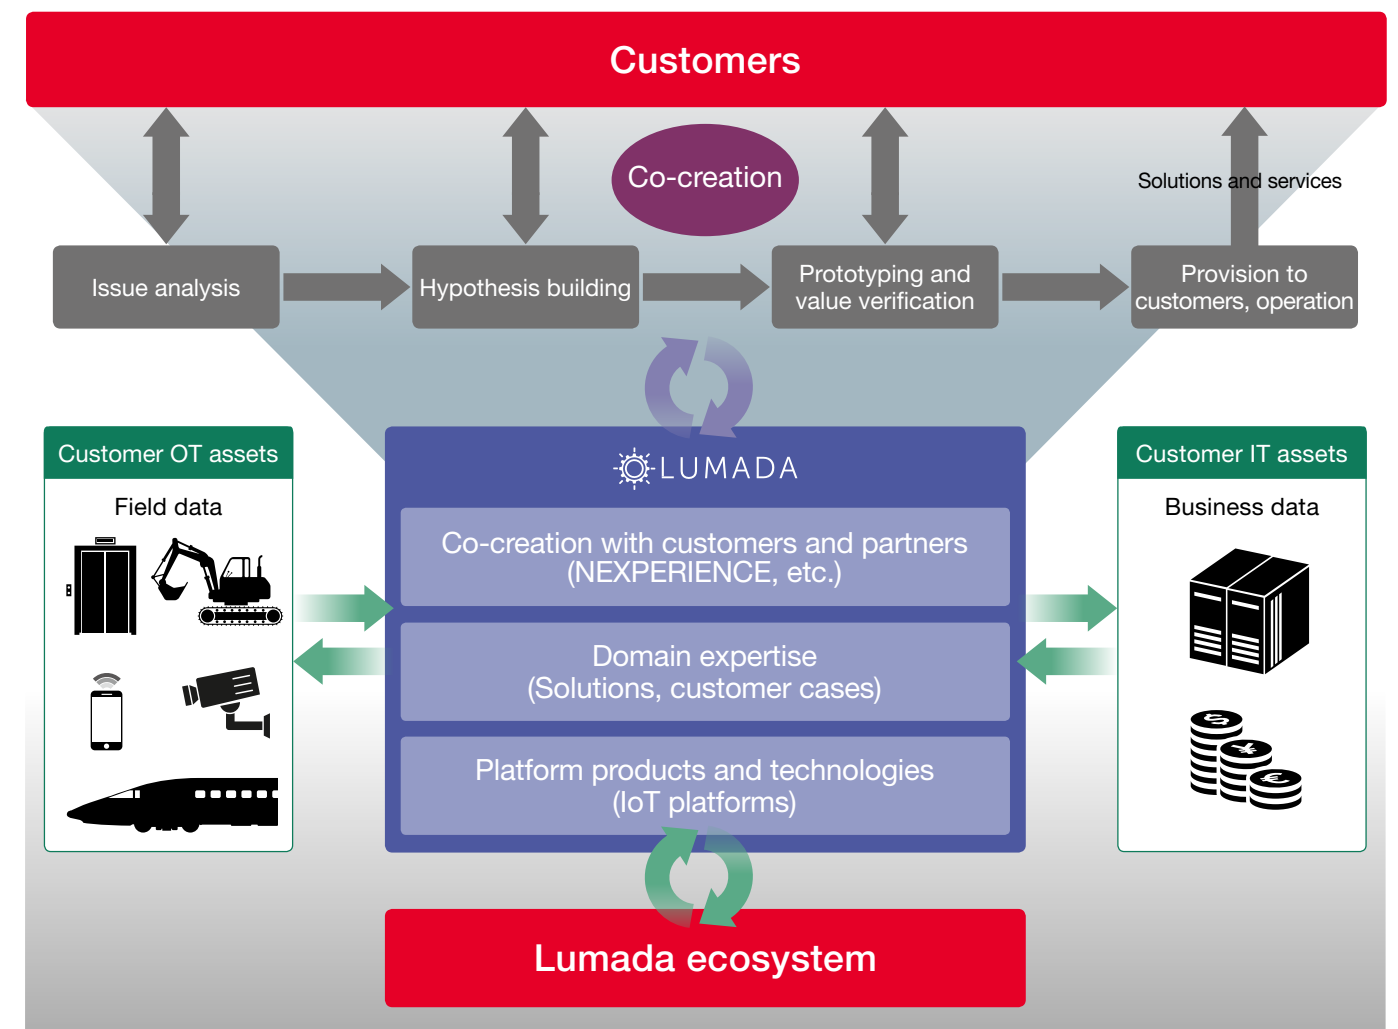 Customers
Co-creation
Solutions and services
Issue analysis
Hypothesis building
Prototyping and
value verification
Provision to
customers, operation
Customer OT assets
Field data
LUMADA
Co-creation with customers and partners
(NEXPERIENCE, etc.)
Domain expertise
(Solutions, customer cases)
Platform products and technologies
(IoT platforms)
Customer IT assets
Business data
$
¥
€
Lumada ecosystem